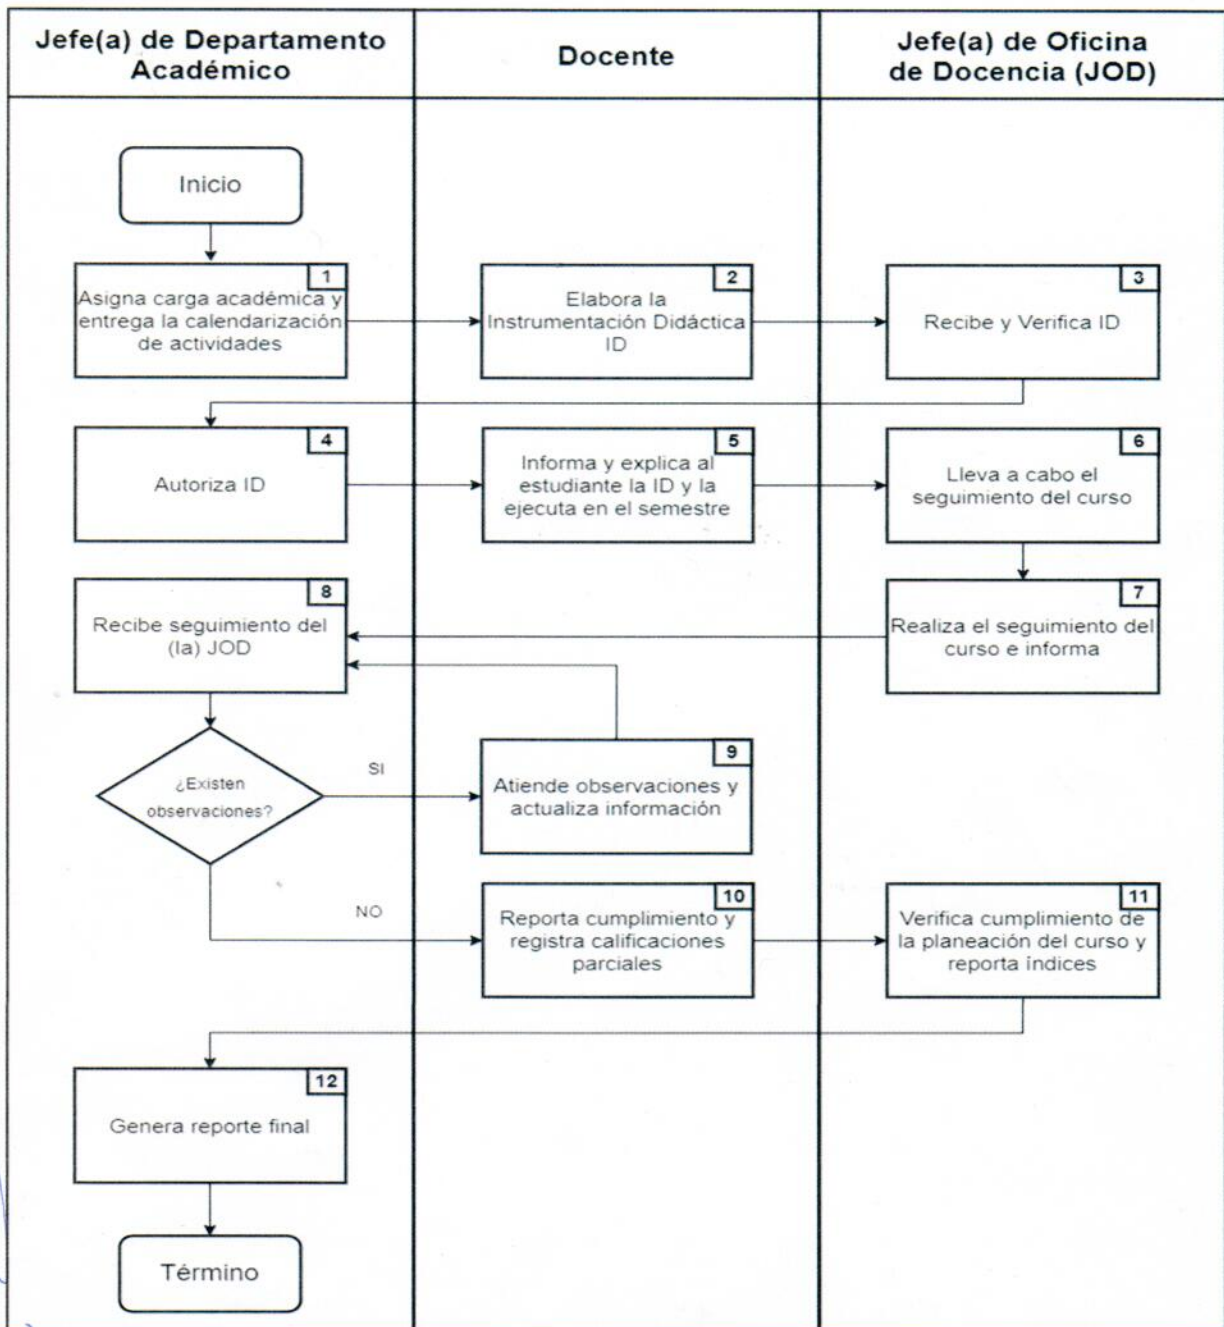 Jefe(a) de Departamento
Académico
Docente
Jefe(a) de Oficina
de Docencia (JOD)
Inicio
1
Asigna carga académica y
entrega la calendarización
de actividades
2
Elabora la
Instrumentación Didáctica
ID
3
Recibe y Verifica ID
4
Autoriza ID
5
Informa y explica al
estudiante la ID y la
ejecuta en el semestre
6
Lleva a cabo el
seguimiento del curso
8
Recibe seguimiento del
(la) JOD
7
Realiza el seguimiento del
curso e informa
¿Existen
observaciones?
SI
9
Atiende observaciones y
actualiza información
NO
10
Reporta cumplimiento y
registra calificaciones
parciales
11
Verifica cumplimiento de
la planeación del curso y
reporta índices
12
Genera reporte final
Término